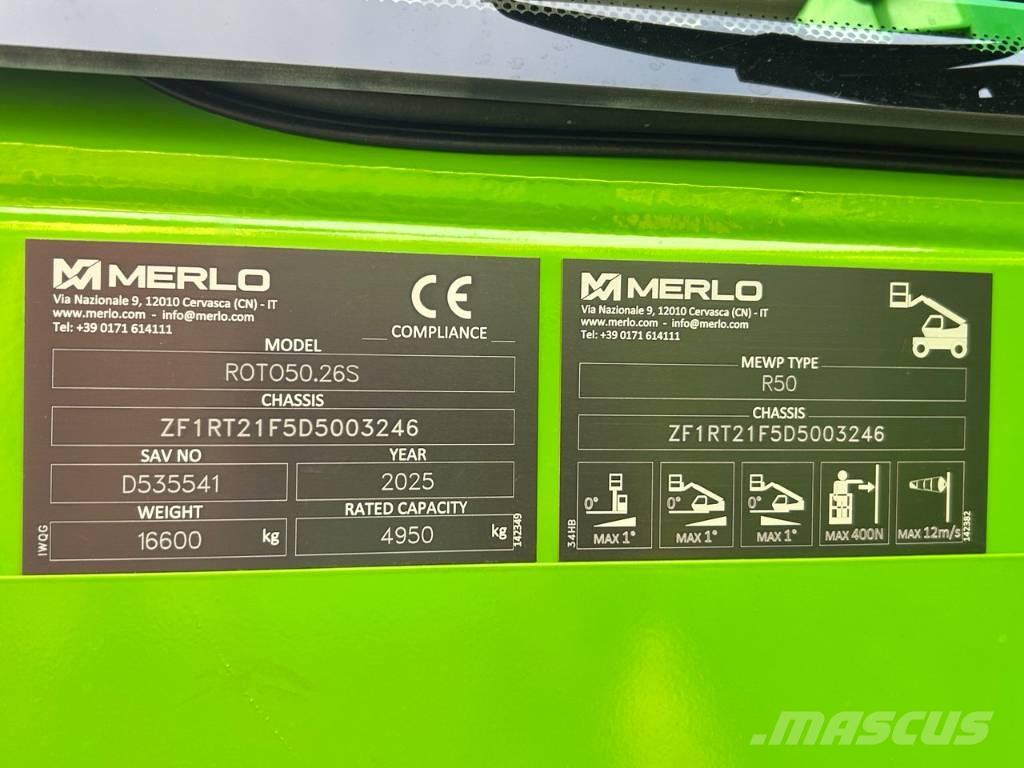 MERLO
Via Nazionale 9, 12010 Cervasca (CN) - IT
www.merlo.com - info@merlo.com
Tel: +39 0171 614111
CE
COMPLIANCE
MODEL
ROTO50.26S
CHASSIS
ZF1RT21F5D5003246
SAV NO
YEAR
D535541
2025
WEIGHT
RATED CAPACITY
16600 kg
4950 kg
IWQG
142349
MERLO
Via Nazionale 9, 12010 Cervasca (CN) - IT
www.merlo.com - info@merlo.com
Tel: +39 0171 614111
MEWP TYPE
R50
CHASSIS
ZF1RT21F5D5003246
0°
0°
0°
MAX 1°
MAX 1°
MAX 1°
MAX 400N
MAX 12m/s
34HB
142382
MASCUS